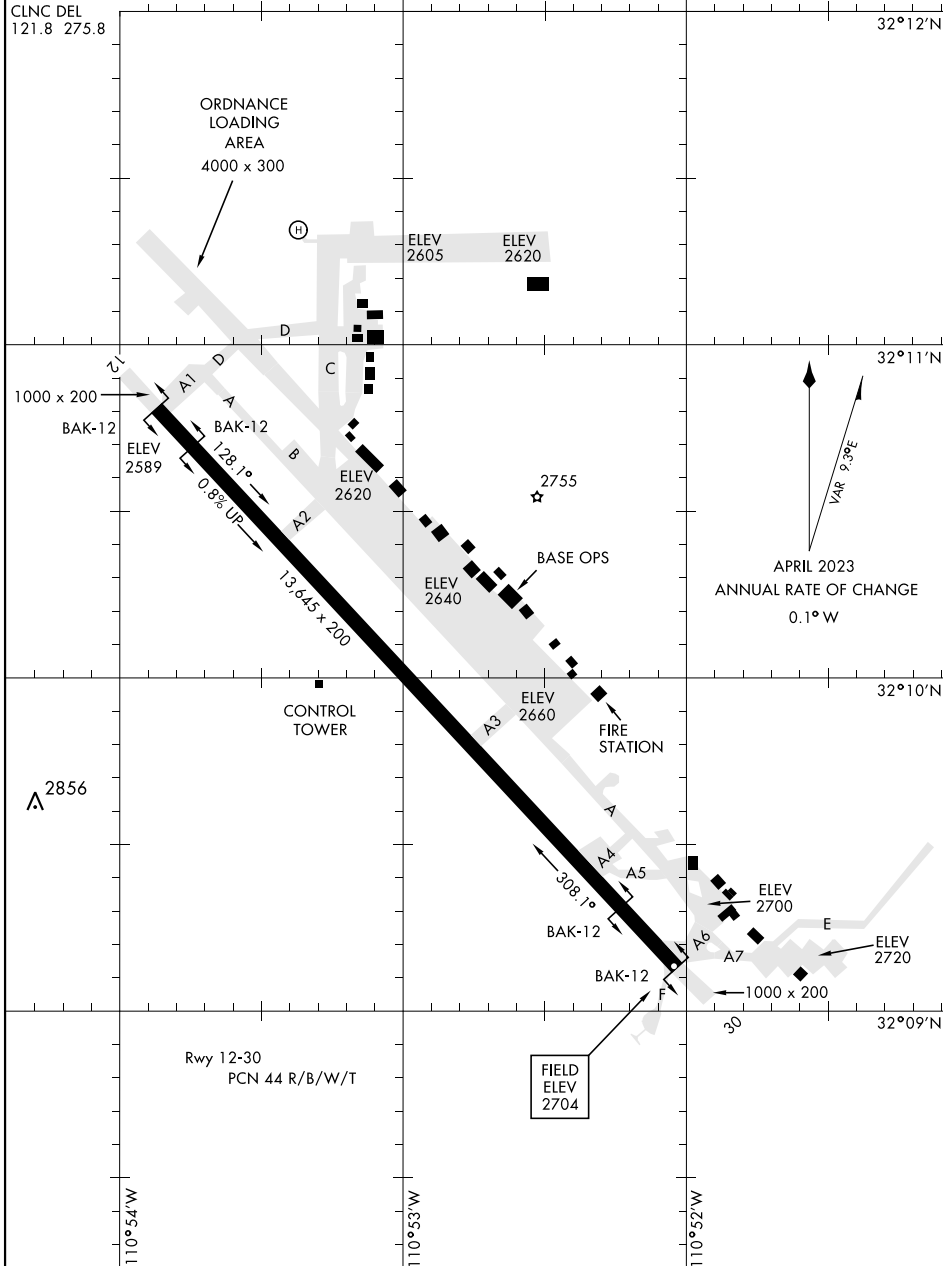 CLNC DEL
121.8 275.8
32°12'N
ORDNANCE
LOADING
AREA
4000 x 300
H
ELEV
2605
ELEV
2620
D
32°11'N
12
D
C
A1
1000 x 200
A
BAK-12
BAK-12
ELEV
2589
128.1°
B
ELEV
2620
2755
VAR 9.3°E
0.8% UP
A2
BASE OPS
APRIL 2023
ANNUAL RATE OF CHANGE
0.1° W
ELEV
2640
13,645 x 200
32°10'N
CONTROL
TOWER
ELEV
2660
A3
FIRE
STATION
2856
A
A4
A5
308.1°
ELEV
2700
BAK-12
E
A6
A7
ELEV
2720
BAK-12
F
1000 x 200
30
32°09'N
Rwy 12-30
PCN 44 R/B/W/T
FIELD
ELEV
2704
110°54'W
110°53'W
110°52'W